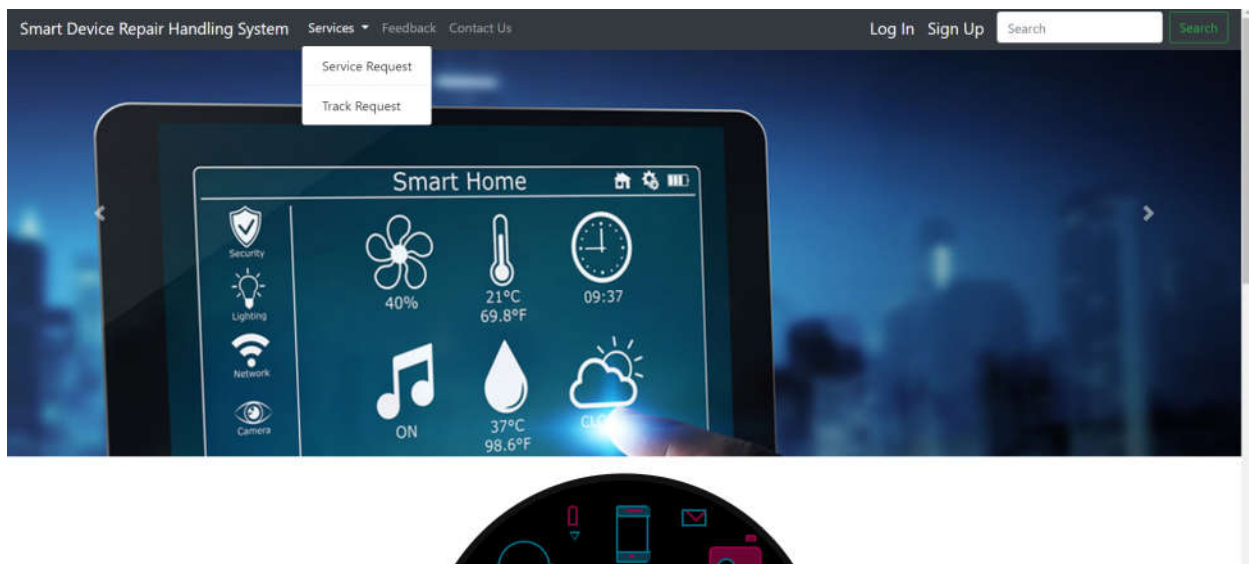 Smart Device Repair Handling System Services Feedback Contact Us Log In Sign Up Search Search
Service Request
Track Request
Smart Home
Security
40%
21°C
69.8°F
09:37
Lighting
Network
Camera
ON
37°C
98.6°F